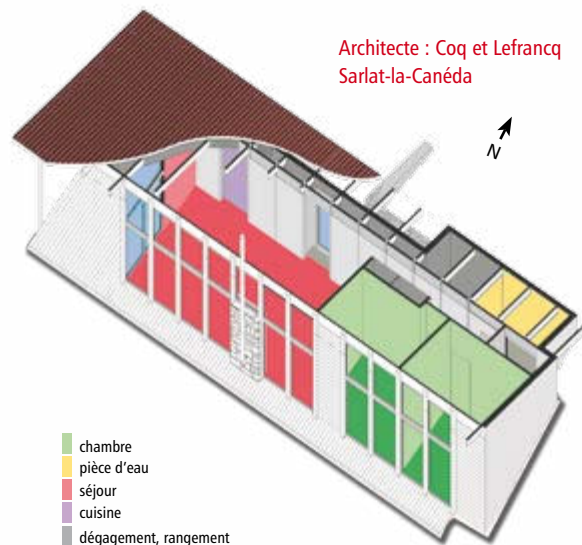 Architecte : Coq et Lefrancq
Sarlat-la-Canéda
N
chambre
pièce d'eau
séjour
cuisine
dégagement, rangement